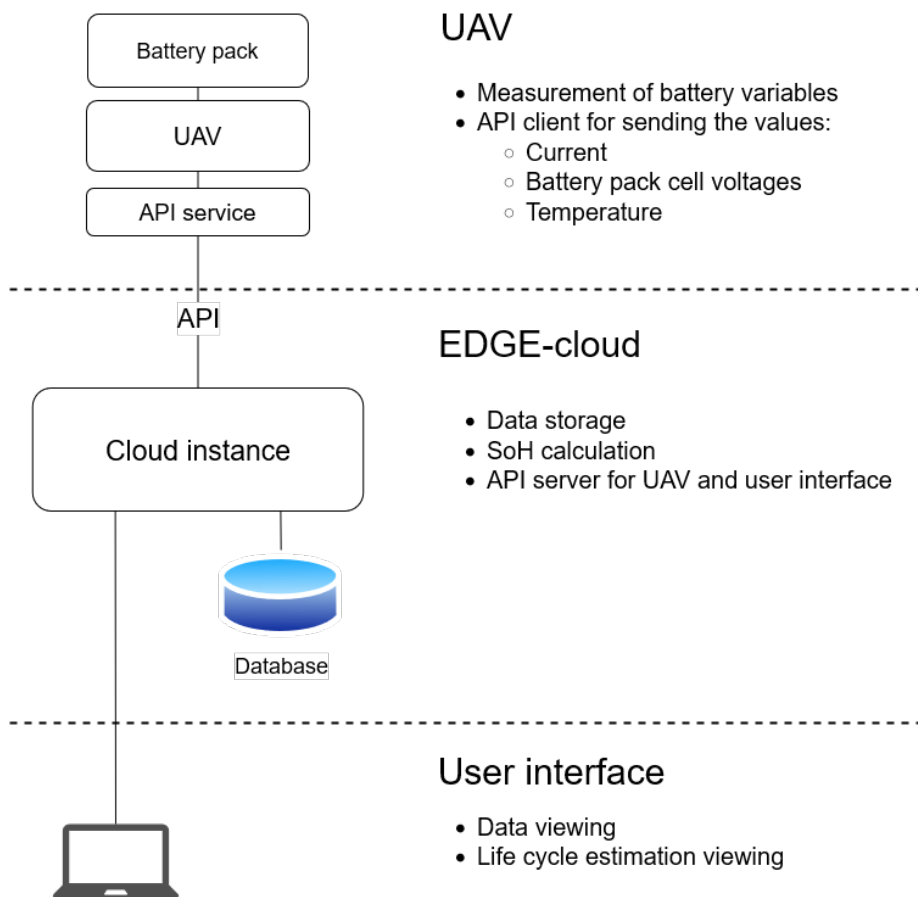 Battery pack
UAV
API service
UAV
• Measurement of battery variables
• API client for sending the values:
○ Current
○ Battery pack cell voltages
○ Temperature
API
Cloud instance
Database
EDGE-cloud
• Data storage
• SoH calculation
• API server for UAV and user interface
User interface
• Data viewing
• Life cycle estimation viewing